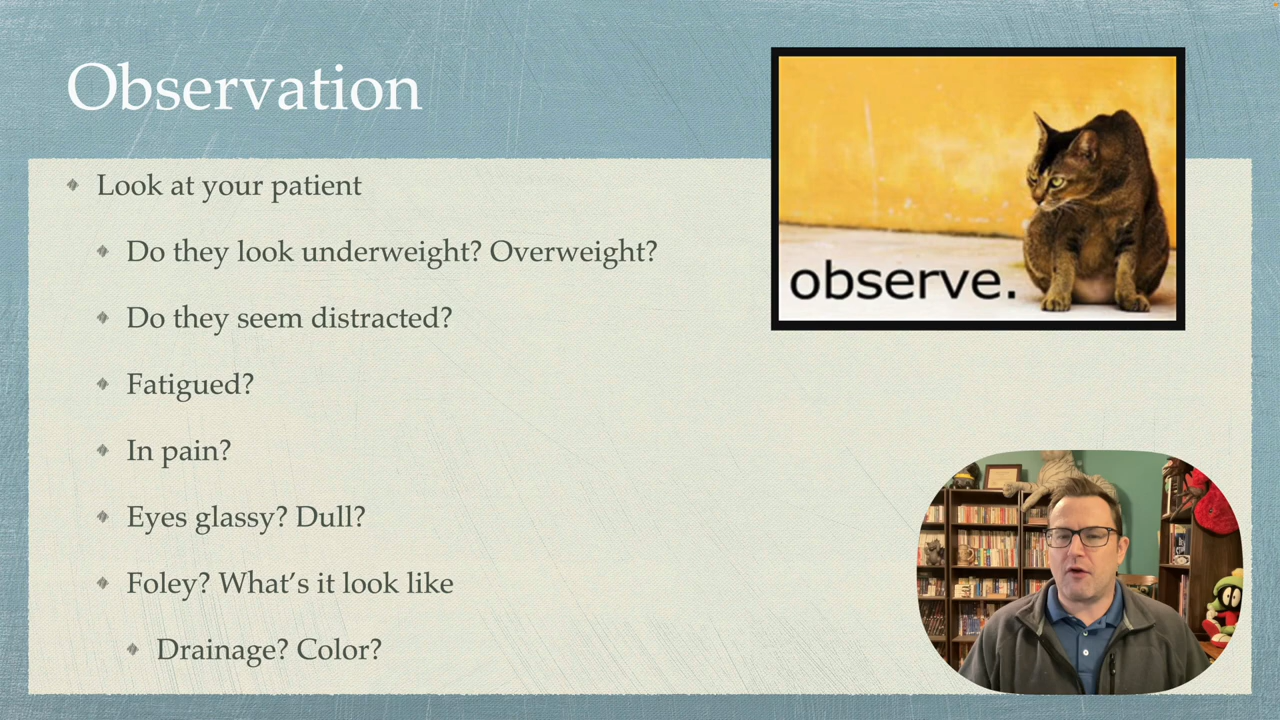 Observation
Look at your patient
Do they look underweight? Overweight?
Do they seem distracted?
Fatigued?
In pain?
Eyes glassy? Dull?
Foley? What’s it look like
Drainage? Color?
observe.